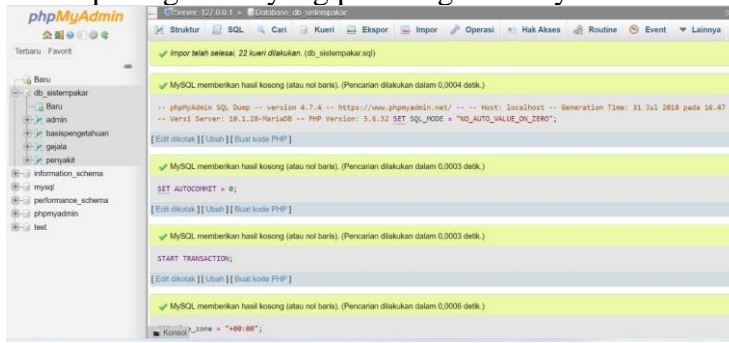 phpMyAdmin
Terbaru Favorit
Baru
db_sistempakar
Baru
admin
basispengetahuan
gejala
penyakit
information_schema
mysql
performance_schema
phpmyadmin
test
Server: 127.0.0.1 » Database: db_sistempakar
Struktur SQL Cari Kueri Ekspor Impor Operasi Hak Akses Routine Event Lainnya
Impor telah selesai, 22 kueri dilakukan. (db_sistempakar.sql)
MySQL memberikan hasil kosong (atau nol baris). (Pencarian dilakukan dalam 0,0004 detik.)
-- phpMyAdmin SQL Dump -- version 4.7.4 -- https://www.phpmyadmin.net/ -- -- Host: localhost -- Generation Time: 31 Jul 2018 pada 16.47
-- Versi Server: 10.1.28-MariaDB -- PHP Version: 5.6.32 SET SQL_MODE = "NO_AUTO_VALUE_ON_ZERO";
[ Edit dikotak ] [ Ubah ] [ Buat kode PHP ]
MySQL memberikan hasil kosong (atau nol baris). (Pencarian dilakukan dalam 0,0003 detik.)
SET AUTOCOMMIT = 0;
[ Edit dikotak ] [ Ubah ] [ Buat kode PHP ]
MySQL memberikan hasil kosong (atau nol baris). (Pencarian dilakukan dalam 0,0003 detik.)
START TRANSACTION;
[ Edit dikotak ] [ Ubah ] [ Buat kode PHP ]
MySQL memberikan hasil kosong (atau nol baris). (Pencarian dilakukan dalam 0,0006 detik.)
_zone = "+00:00";
Konsol